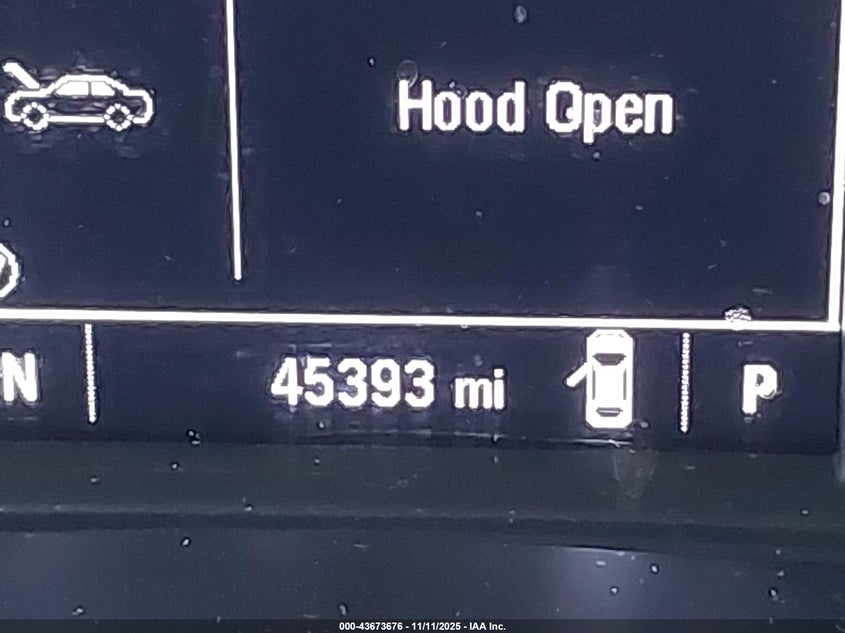 Hood Open
N
45393 mi
P
000-43673676 - 11/11/2025 - IAA Inc.